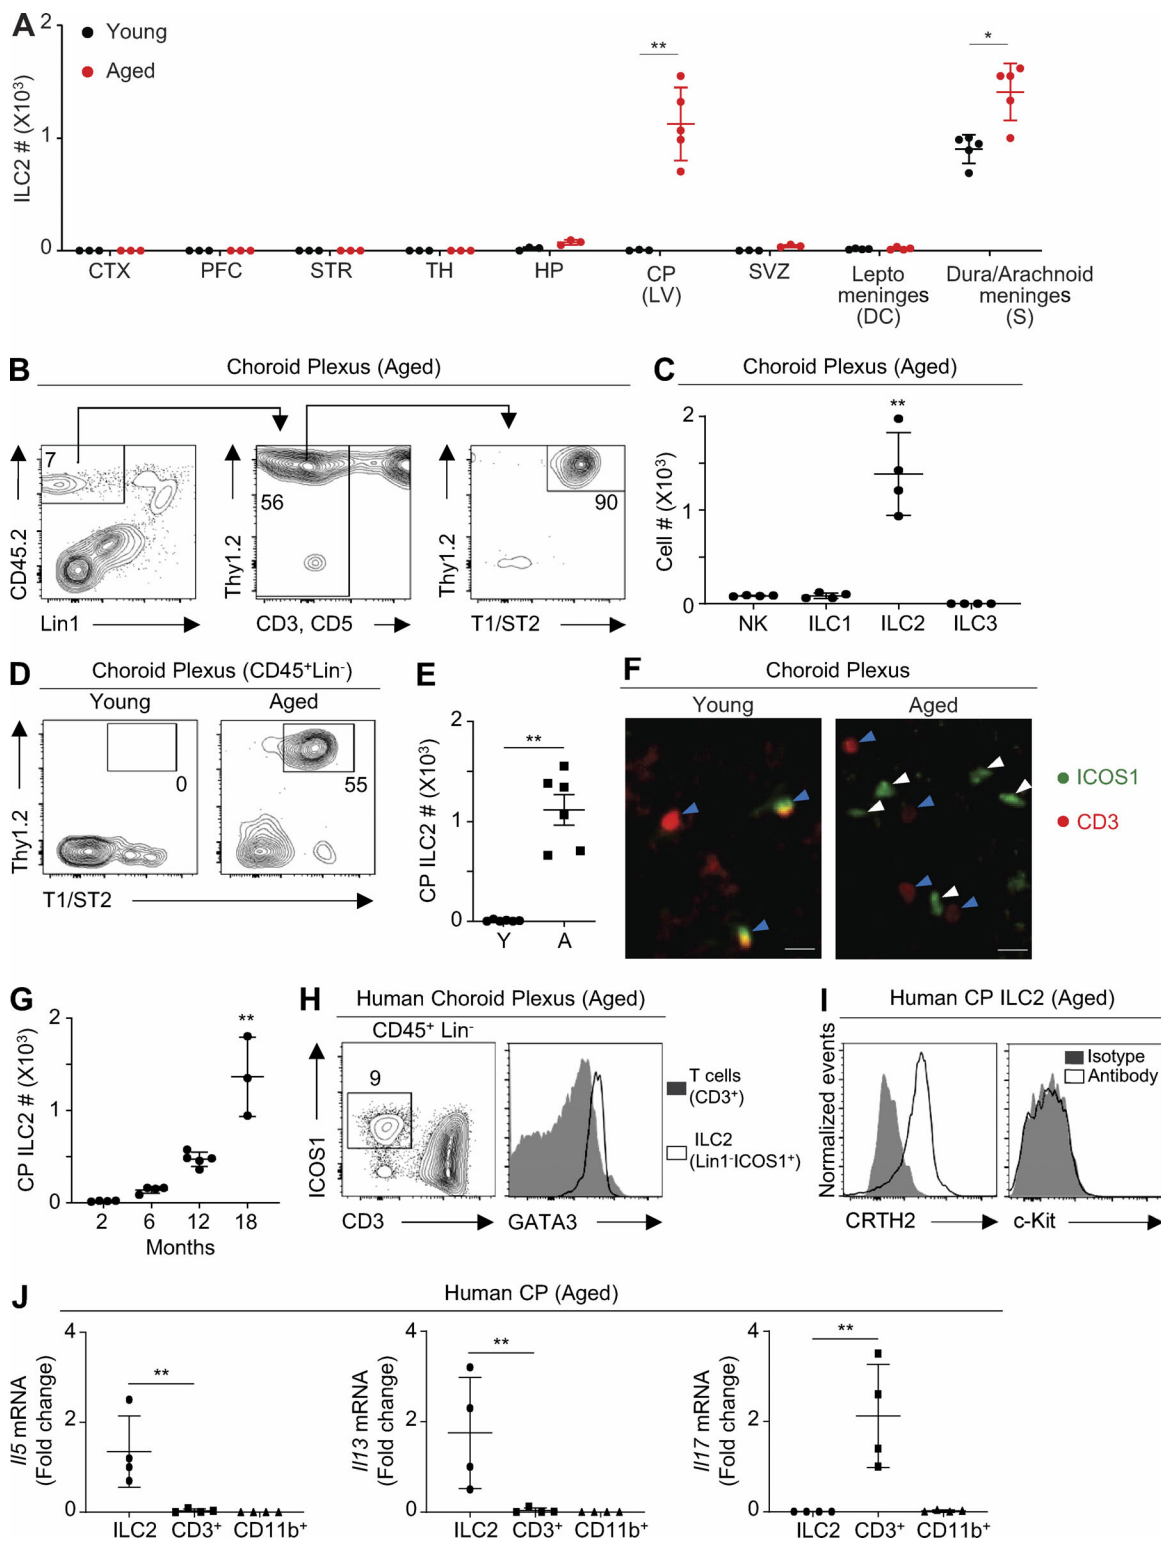 A
2
1
0
ILC2 # (X10³)
Young
Aged
**
*
CTX
PFC
STR
TH
HP
CP
(LV)
SVZ
Lepto
meninges
(DC)
Dura/Arachnoid
meninges
(S)
B
Choroid Plexus (Aged)
7
CD45.2
Lin1
56
Thy1.2
CD3, CD5
90
Thy1.2
T1/ST2
C
Choroid Plexus (Aged)
**
2
1
0
Cell # (X10³)
NK
ILC1
ILC2
ILC3
D
Choroid Plexus (CD45⁺Lin⁻)
Young
Aged
0
55
Thy1.2
T1/ST2
E
2
1
0
CP ILC2 # (X10³)
**
Y
A
F
Choroid Plexus
Young
Aged
ICOS1
CD3
G
2
1
0
CP ILC2 # (X10³)
**
2
6
12
18
Months
H
Human Choroid Plexus (Aged)
CD45⁺ Lin⁻
9
ICOS1
CD3
GATA3
T cells
(CD3⁺)
ILC2
(Lin1⁻ICOS1⁺)
I
Human CP ILC2 (Aged)
Normalized events
Isotype
Antibody
CRTH2
c-Kit
J
Human CP (Aged)
4
2
0
Il5 mRNA
(Fold change)
**
ILC2
CD3⁺
CD11b⁺
4
2
0
Il13 mRNA
(Fold change)
**
ILC2
CD3⁺
CD11b⁺
4
2
0
Il17 mRNA
(Fold change)
**
ILC2
CD3⁺
CD11b⁺